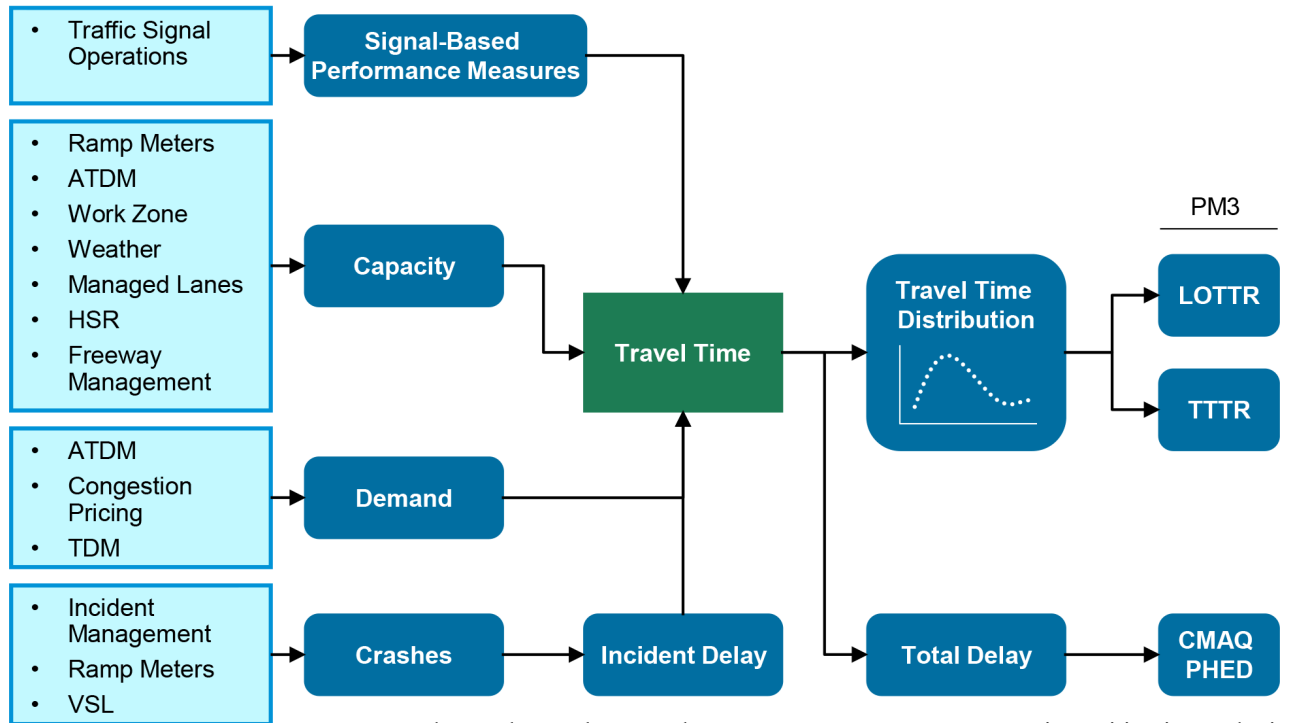 • Traffic Signal
Operations
Signal-Based
Performance Measures
• Ramp Meters
• ATDM
• Work Zone
• Weather
• Managed Lanes
• HSR
• Freeway
Management
Capacity
• ATDM
• Congestion
Pricing
• TDM
Demand
• Incident
Management
• Ramp Meters
• VSL
Crashes
Incident Delay
Travel Time
Travel Time
Distribution
Total Delay
PM3
LOTTR
TTTR
CMAQ
PHED